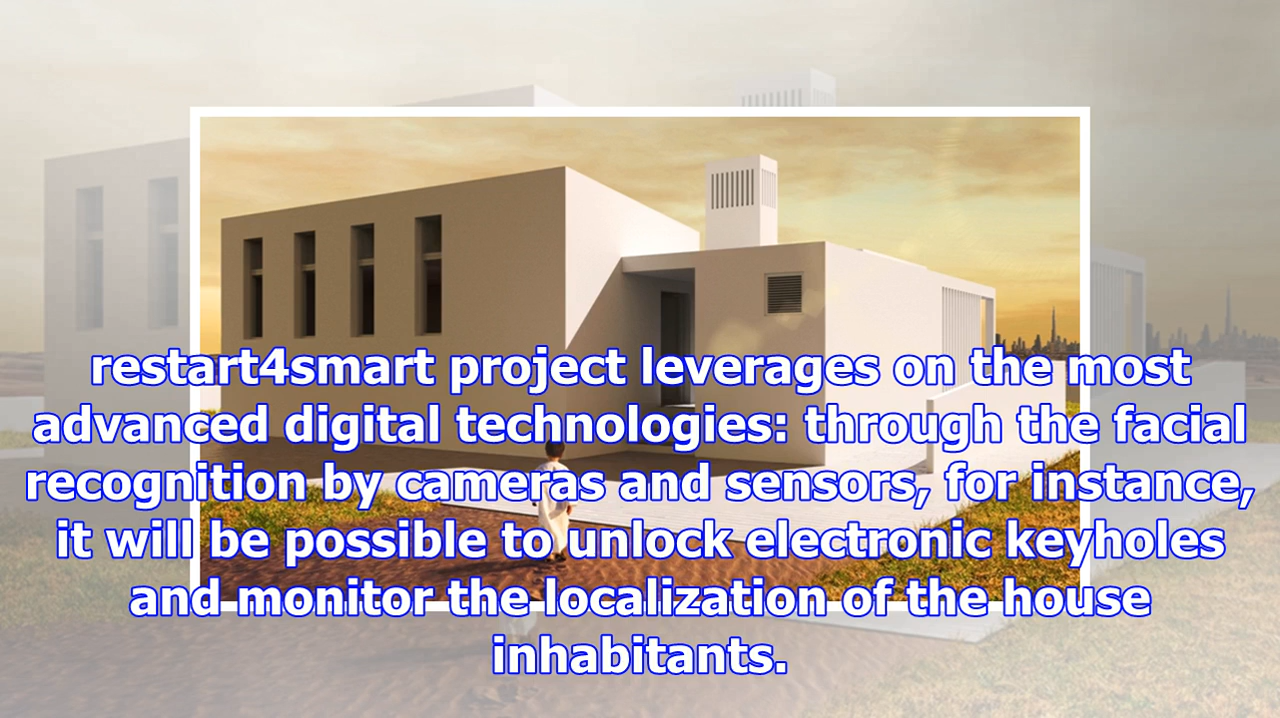 restart4smart project leverages on the most
advanced digital technologies: through the facial
recognition by cameras and sensors, for instance,
it will be possible to unlock electronic keyholes
and monitor the localization of the house
inhabitants.